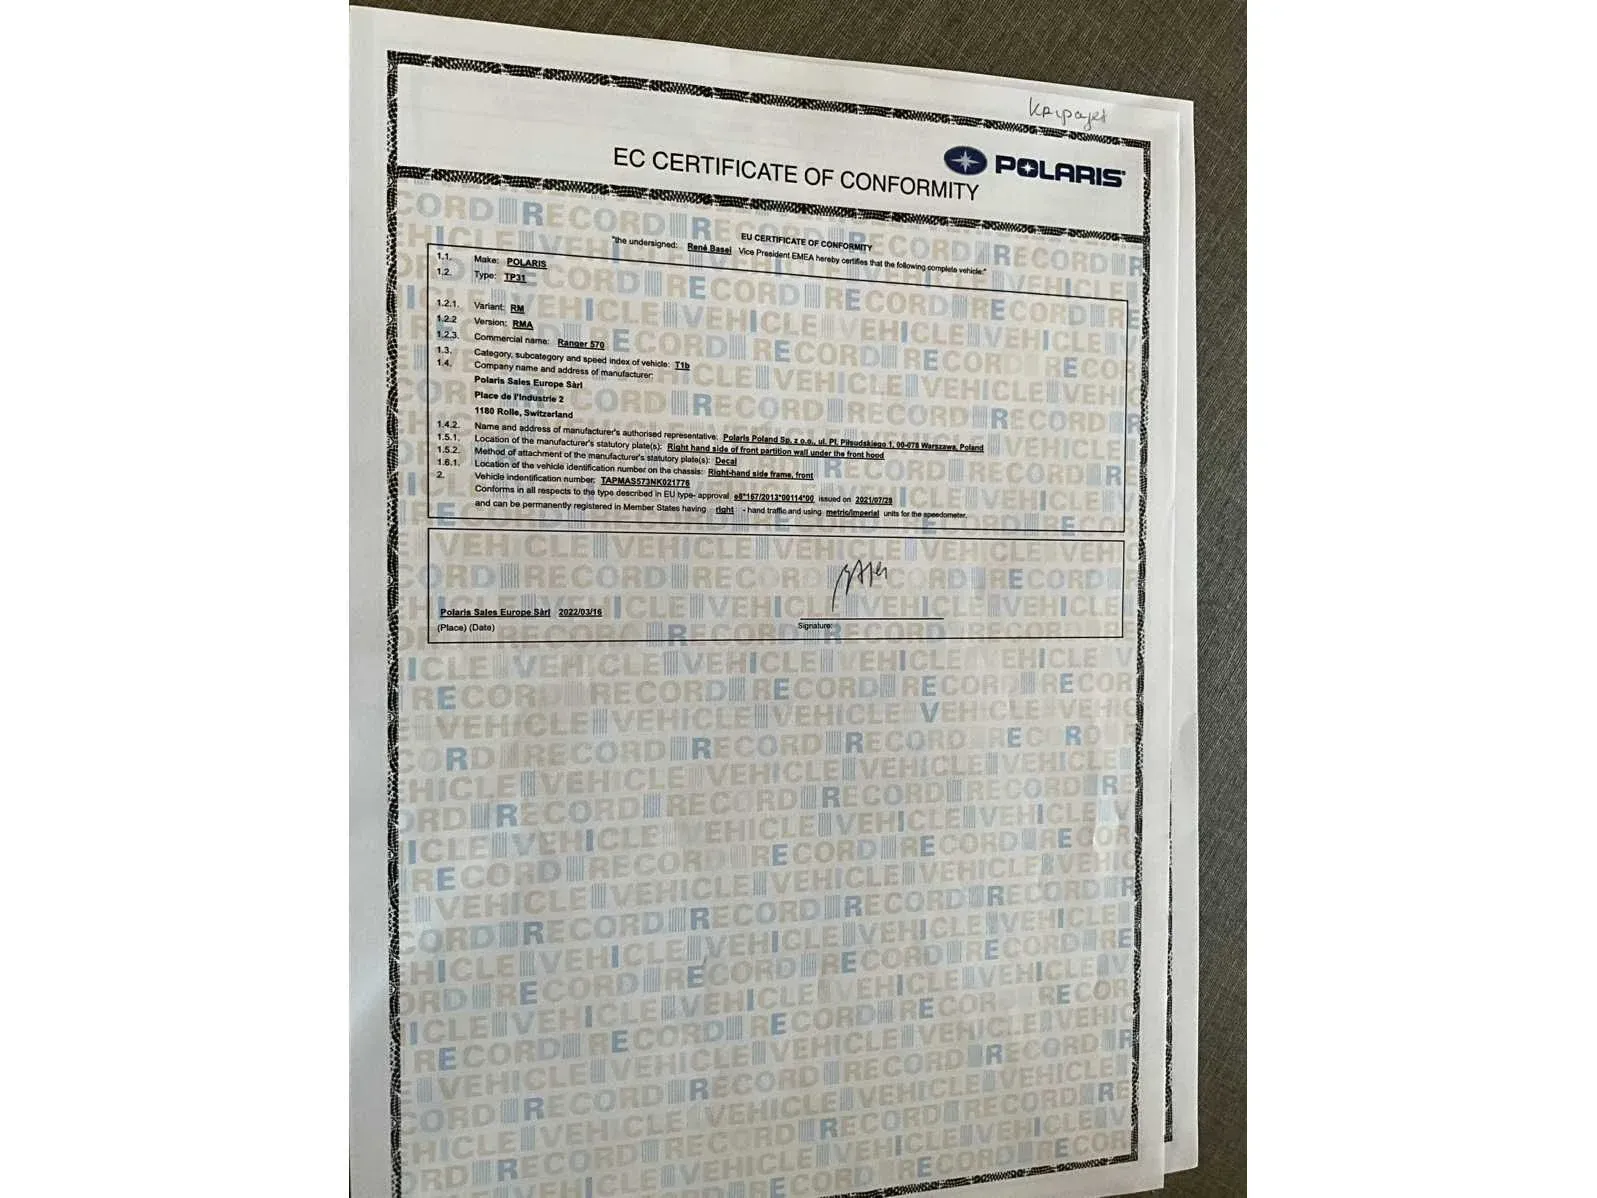 EC CERTIFICATE OF CONFORMITY
POLARIS
EU CERTIFICATE OF CONFORMITY
"the undersigned: René Basel Vice President EMEA hereby certifies that the following complete vehicle:"
1.1. Make: POLARIS
1.2. Type: TP31
1.2.1. Variant: RM
1.2.2 Version: RMA
1.2.3. Commercial name: Ranger 570
1.3. Category, subcategory and speed index of vehicle: T1b
1.4. Company name and address of manufacturer:
Polaris Sales Europe Sàrl
Place de l'Industrie 2
1180 Rolle, Switzerland
1.4.2. Name and address of manufacturer's authorised representative: Polaris Poland Sp. z o.o., ul. Pl. Piłsudskiego 1, 00-078 Warszawa, Poland
1.5.1. Location of the manufacturer's statutory plate(s): Right hand side of front partition wall under the front hood
1.5.2. Method of attachment of the manufacturer's statutory plate(s): Decal
1.6.1. Location of the vehicle identification number on the chassis: Right-hand side frame, front
2. Vehicle indentification number: TAPMAS573NK021776
Conforms in all respects to the type described in EU type- approval e8*167/2013*00114*00 issued on 2021/07/28
and can be permanently registered in Member States having right - hand traffic and using metric/imperial units for the speedometer.
Polaris Sales Europe Sàrl 2022/03/16
(Place) (Date)
Signature: